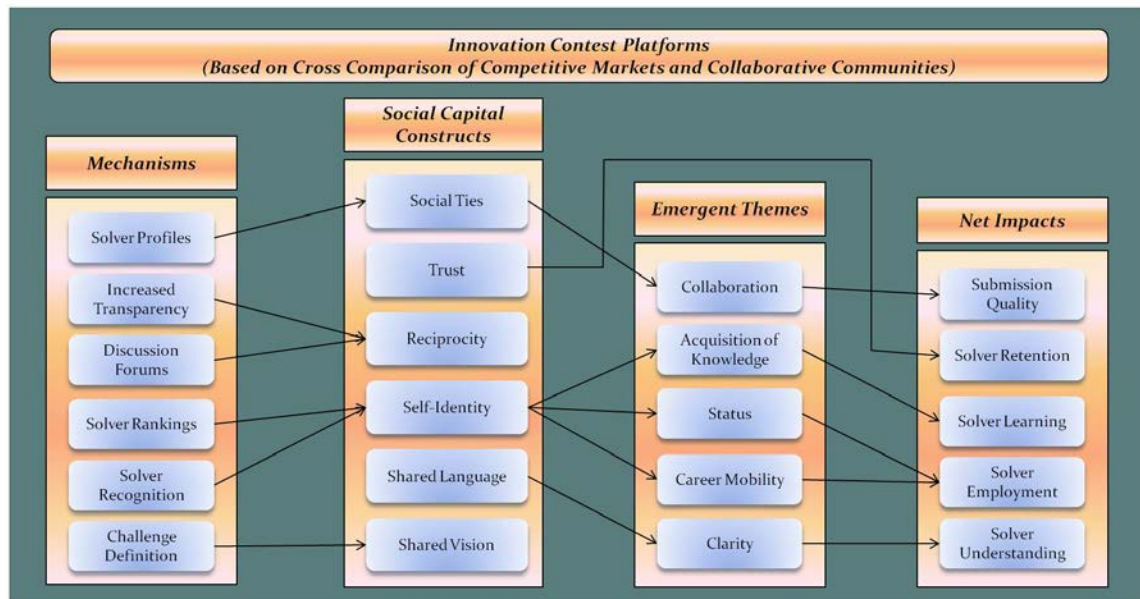 Innovation Contest Platforms
(Based on Cross Comparison of Competitive Markets and Collaborative Communities)
Mechanisms
Solver Profiles
Increased
Transparency
Discussion
Forums
Solver Rankings
Solver
Recognition
Challenge
Definition
Social Capital
Constructs
Social Ties
Trust
Reciprocity
Self-Identity
Shared Language
Shared Vision
Emergent Themes
Collaboration
Acquisition of
Knowledge
Status
Career Mobility
Clarity
Net Impacts
Submission
Quality
Solver Retention
Solver Learning
Solver
Employment
Solver
Understanding